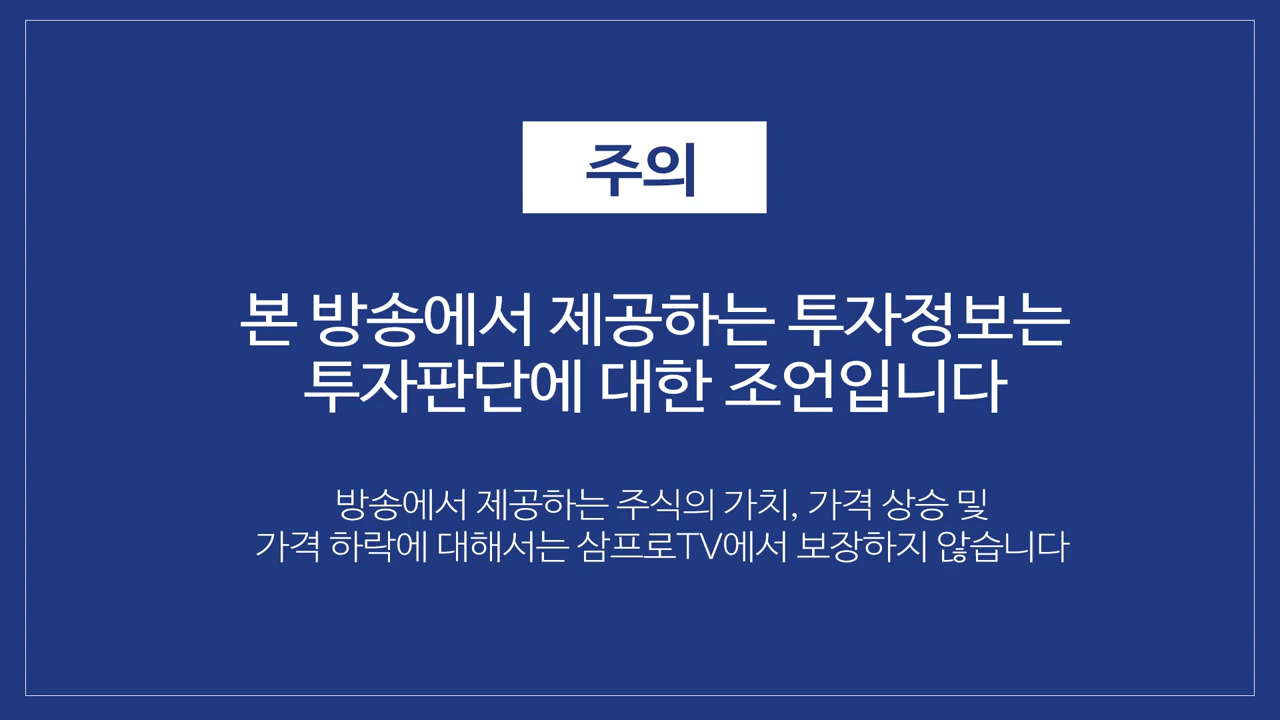 주의
본 방송에서 제공하는 투자정보는
투자판단에 대한 조언입니다
방송에서 제공하는 주식의 가치, 가격 상승 및
가격 하락에 대해서는 삼프로TV에서 보장하지 않습니다